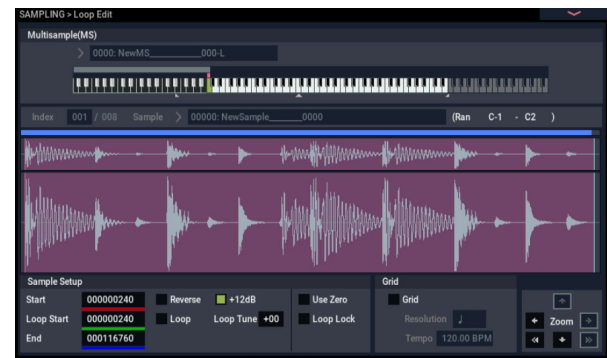 SAMPLING > Loop Edit
Multisample(MS)
0000: NewMS________000-L
Index 001 / 008 Sample 00000: NewSample____0000 (Ran C-1 - C2 )
Sample Setup Grid
Start 000000240 Reverse +12dB Use Zero Grid
Loop Start 000000240 Loop Loop Tune +00 Loop Lock Resolution ♩ Zoom
End 000116760 Tempo 120.00 BPM